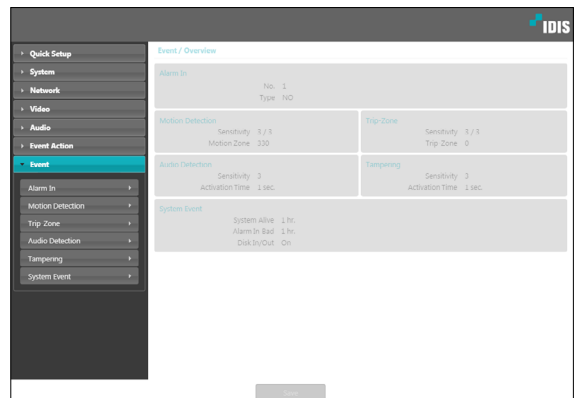 IDIS
Quick Setup
System
Network
Video
Audio
Event Action
Event
Alarm In
Motion Detection
Trip Zone
Audio Detection
Tampering
System Event
Event / Overview
Alarm In
No. 1
Type NO
Motion Detection
Sensitivity 3 / 3
Motion Zone 330
Trip-Zone
Sensitivity 3 / 3
Trip Zone 0
Audio Detection
Sensitivity 3
Activation Time 1 sec.
Tampering
Sensitivity 3
Activation Time 1 sec.
System Event
System Alive 1 hr.
Alarm In Bad 1 hr.
Disk In/Out On
Save